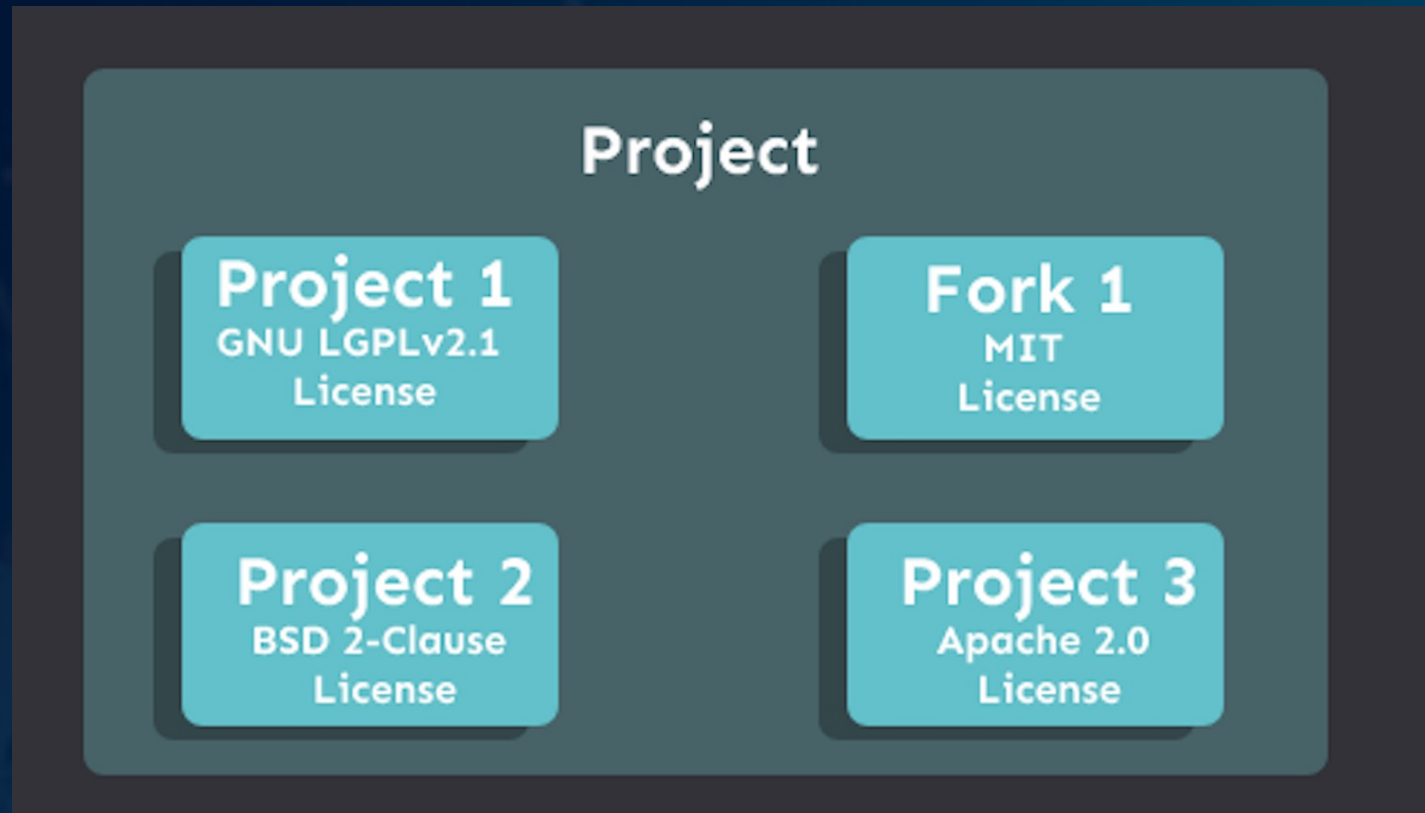 Project
Project 1
GNU LGPLv2.1
License
Fork 1
MIT
License
Project 2
BSD 2-Clause
License
Project 3
Apache 2.0
License